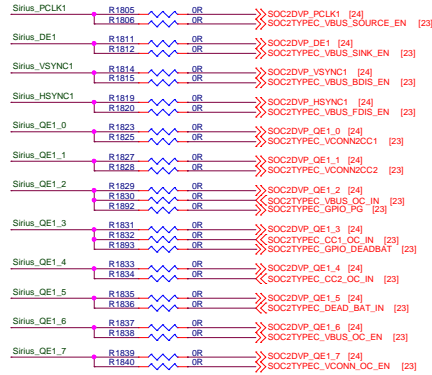 Sirius_PCLK1 R1805 0R SOC2DVP_PCLK1 [24]
R1806 0R SOC2TYPEC_VBUS_SOURCE_EN [23]
Sirius_DE1 R1811 0R SOC2DVP_DE1 [24]
R1812 0R SOC2TYPEC_VBUS_SINK_EN [23]
Sirius_VSYNC1 R1814 0R SOC2DVP_VSYNC1 [24]
R1815 0R SOC2TYPEC_VBUS_BDIS_EN [23]
Sirius_HSYNC1 R1819 0R SOC2DVP_HSYNC1 [24]
R1820 0R SOC2TYPEC_VBUS_FDIS_EN [23]
Sirius_QE1_0 R1823 0R SOC2DVP_QE1_0 [24]
R1825 0R SOC2TYPEC_VCONN2CC1 [23]
Sirius_QE1_1 R1827 0R SOC2DVP_QE1_1 [24]
R1828 0R SOC2TYPEC_VCONN2CC2 [23]
Sirius_QE1_2 R1829 0R SOC2DVP_QE1_2 [24]
R1830 0R SOC2TYPEC_VBUS_OC_IN [23]
R1892 0R SOC2TYPEC_GPIO_PG [23]
Sirius_QE1_3 R1831 0R SOC2DVP_QE1_3 [24]
R1832 0R SOC2TYPEC_CC1_OC_IN [23]
R1893 0R SOC2TYPEC_GPIO_DEADBAT [23]
Sirius_QE1_4 R1833 0R SOC2DVP_QE1_4 [24]
R1834 0R SOC2TYPEC_CC2_OC_IN [23]
Sirius_QE1_5 R1835 0R SOC2DVP_QE1_5 [24]
R1836 0R SOC2TYPEC_DEAD_BAT_IN [23]
Sirius_QE1_6 R1837 0R SOC2DVP_QE1_6 [24]
R1838 0R SOC2TYPEC_VBUS_OC_EN [23]
Sirius_QE1_7 R1839 0R SOC2DVP_QE1_7 [24]
R1840 0R SOC2TYPEC_VCONN_OC_EN [23]